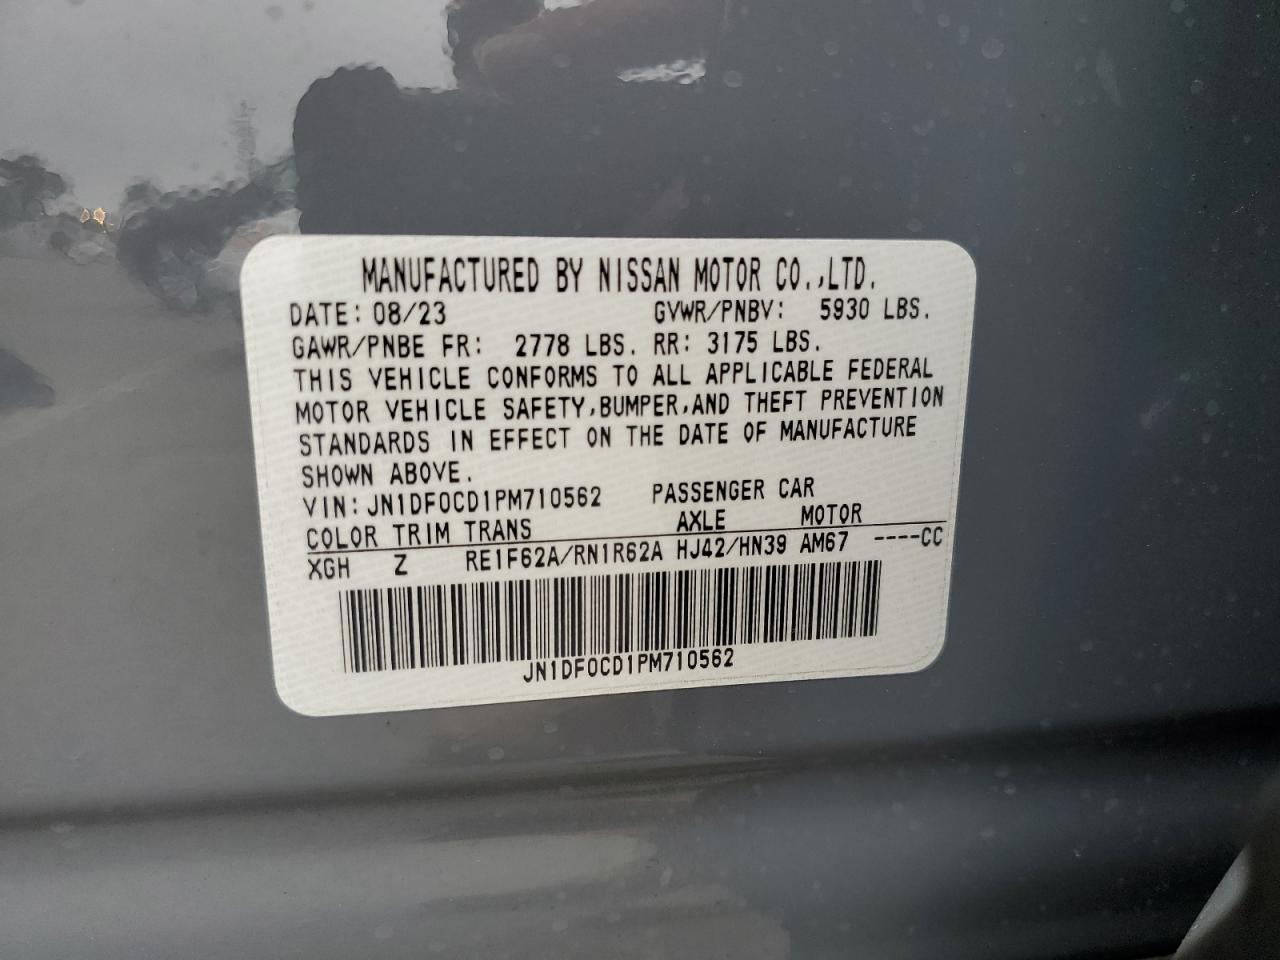 MANUFACTURED BY NISSAN MOTOR CO.,LTD.
DATE: 08/23 GVWR/PNBV: 5930 LBS.
GAWR/PNBE FR: 2778 LBS. RR: 3175 LBS.
THIS VEHICLE CONFORMS TO ALL APPLICABLE FEDERAL
MOTOR VEHICLE SAFETY,BUMPER,AND THEFT PREVENTION
STANDARDS IN EFFECT ON THE DATE OF MANUFACTURE
SHOWN ABOVE.
VIN:JN1DF0CD1PM710562 PASSENGER CAR
COLOR TRIM TRANS AXLE MOTOR
XGH Z RE1F62A/RN1R62A HJ42/HN39 AM67 ----CC
JN1DF0CD1PM710562